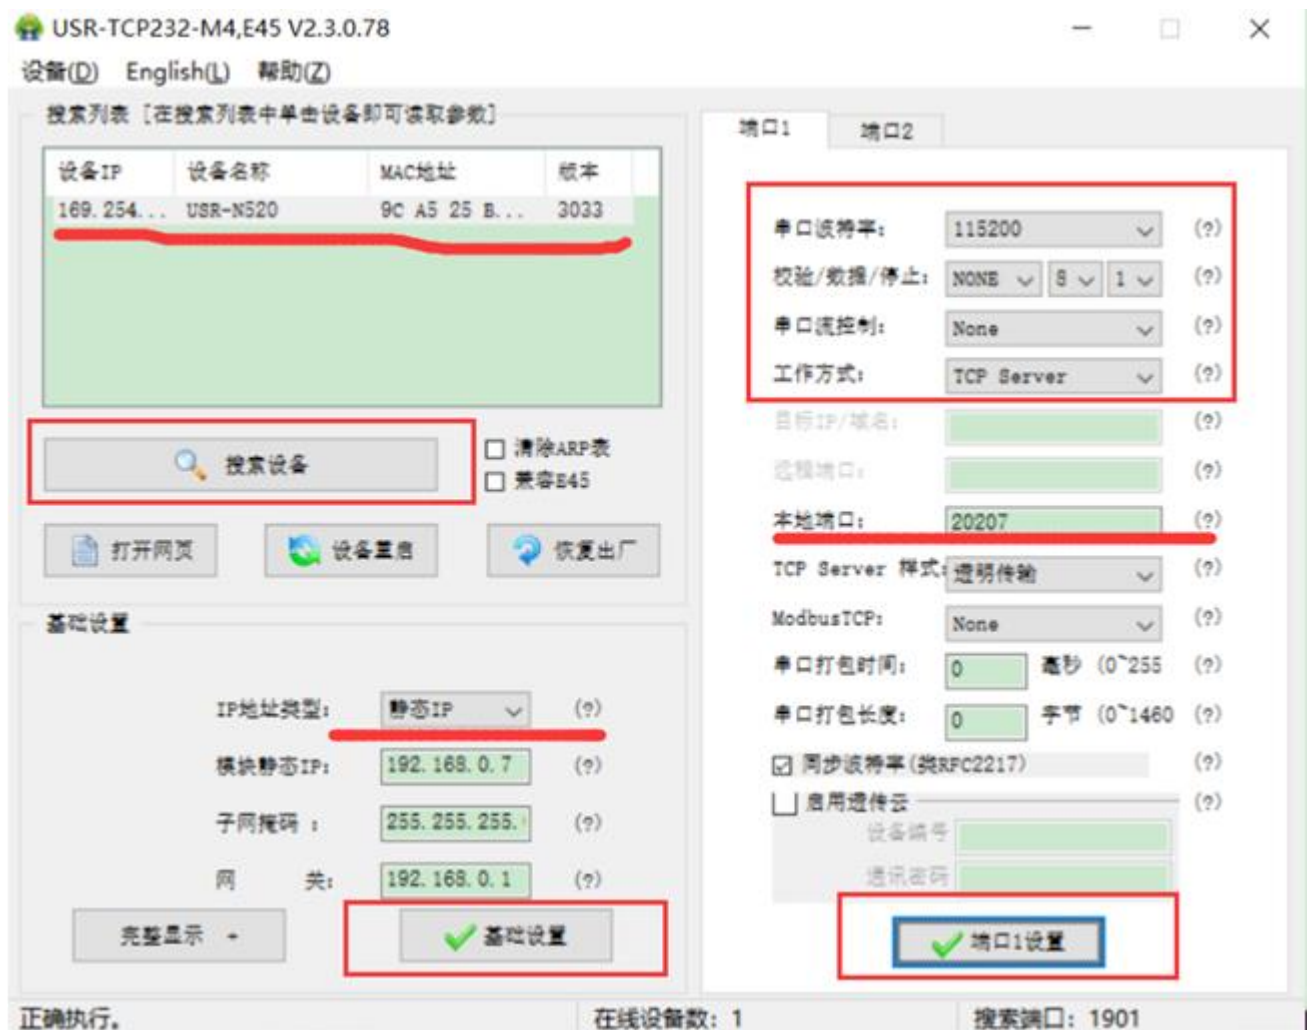 USR-TCP232-M4,E45 V2.3.0.78
设备(D) English(L) 帮助(Z)
搜索列表 [在搜索列表中单击设备即可读取参数]
设备IP 设备名称 MAC地址 版本
169.254... USR-N520 9C A5 25 B... 3033
搜索设备
清除ARP表
兼容E45
打开网页 设备重启 恢复出厂
基础设置
IP地址类型: 静态IP (?)
模块静态IP: 192.168.0.7 (?)
子网掩码 : 255.255.255. (?)
网 关: 192.168.0.1 (?)
完整显示 + 基础设置
端口1 端口2
串口波特率: 115200 (?)
校验/数据/停止: NONE 8 1 (?)
串口流控制: None (?)
工作方式: TCP Server (?)
目标IP/域名: (?)
远程端口: (?)
本地端口: 20207 (?)
TCP Server 样式: 透明传输 (?)
ModbusTCP: None (?)
串口打包时间: 0 毫秒 (0~255 (?)
串口打包长度: 0 字节 (0~1460 (?)
同步波特率(类RFC2217) (?)
启用透传云 (?)
设备编号
通讯密码
端口1设置
正确执行。 在线设备数: 1 搜索端口: 1901